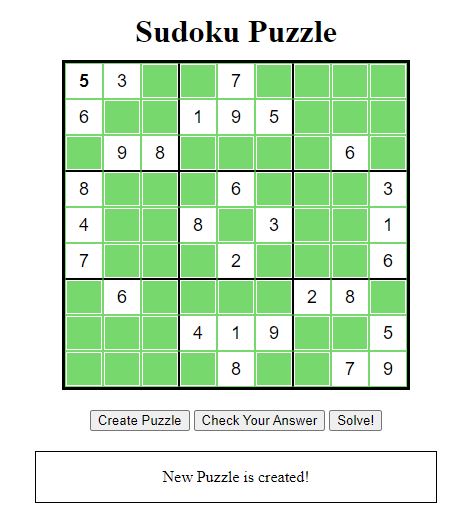 Sudoku Puzzle
5 3 7
6 1 9 5
9 8 6
8 6 3
4 8 3 1
7 2 6
6 2 8
4 1 9 5
8 7 9
Create Puzzle Check Your Answer Solve!
New Puzzle is created!